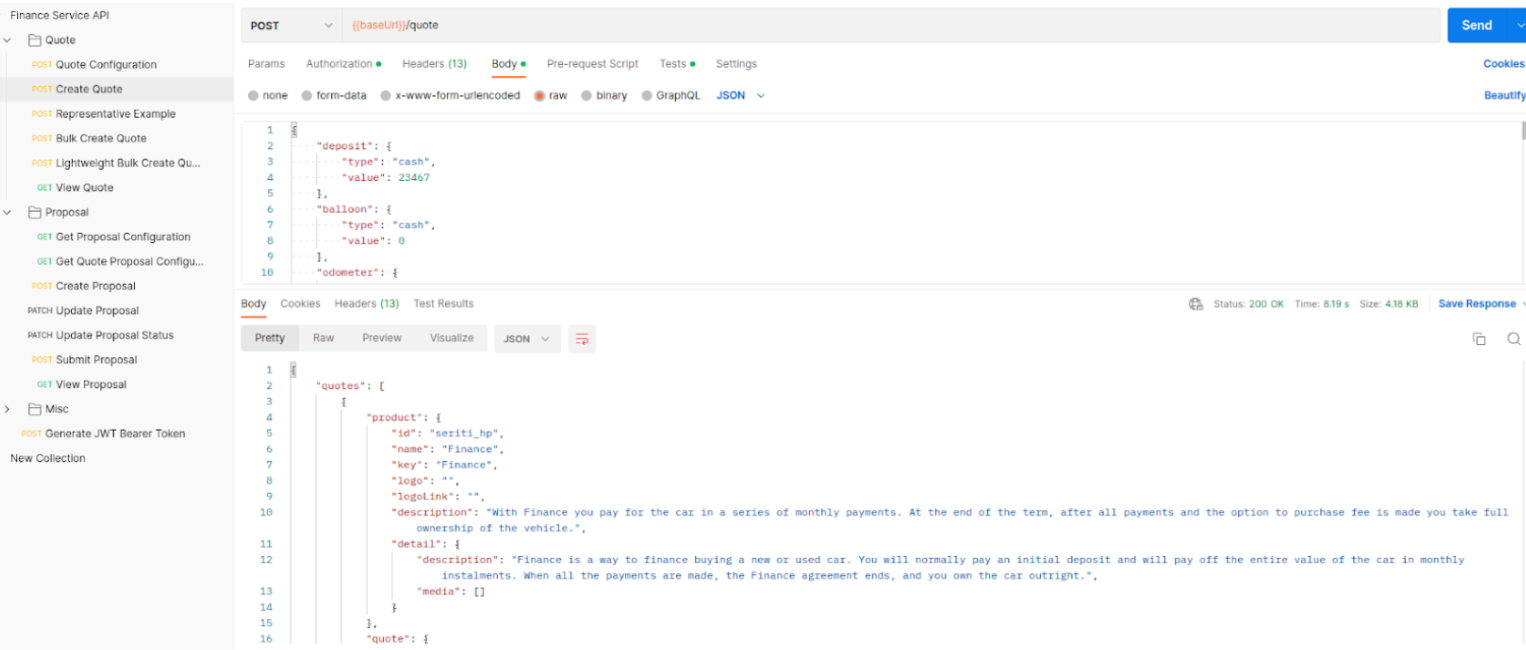 Finance Service API
Quote
POST Quote Configuration
POST Create Quote
POST Representative Example
POST Bulk Create Quote
POST Lightweight Bulk Create Qu...
GET View Quote
Proposal
GET Get Proposal Configuration
GET Get Quote Proposal Configu...
POST Create Proposal
PATCH Update Proposal
PATCH Update Proposal Status
POST Submit Proposal
GET View Proposal
Misc
POST Generate JWT Bearer Token
New Collection
POST {{baseUrl}}/quote Send
Params Authorization Headers (13) Body Pre-request Script Tests Settings Cookies
none form-data x-www-form-urlencoded raw binary GraphQL JSON Beautify
1 {
2 "deposit": {
3 "type": "cash",
4 "value": 23467
5 },
6 "balloon": {
7 "type": "cash",
8 "value": 0
9 },
10 "odometer": {
Body Cookies Headers (13) Test Results Status: 200 OK Time: 8.19 s Size: 4.18 KB Save Response
Pretty Raw Preview Visualize JSON
1 {
2 "quotes": [
3 {
4 "product": {
5 "id": "seriti_hp",
6 "name": "Finance",
7 "key": "Finance",
8 "logo": "",
9 "logoLink": "",
10 "description": "With Finance you pay for the car in a series of monthly payments. At the end of the term, after all payments and the option to purchase fee is made you take full
ownership of the vehicle.",
11 "detail": {
12 "description": "Finance is a way to finance buying a new or used car. You will normally pay an initial deposit and will pay off the entire value of the car in monthly
instalments. When all the payments are made, the Finance agreement ends, and you own the car outright.",
13 "media": []
14 }
15 },
16 "quote": {